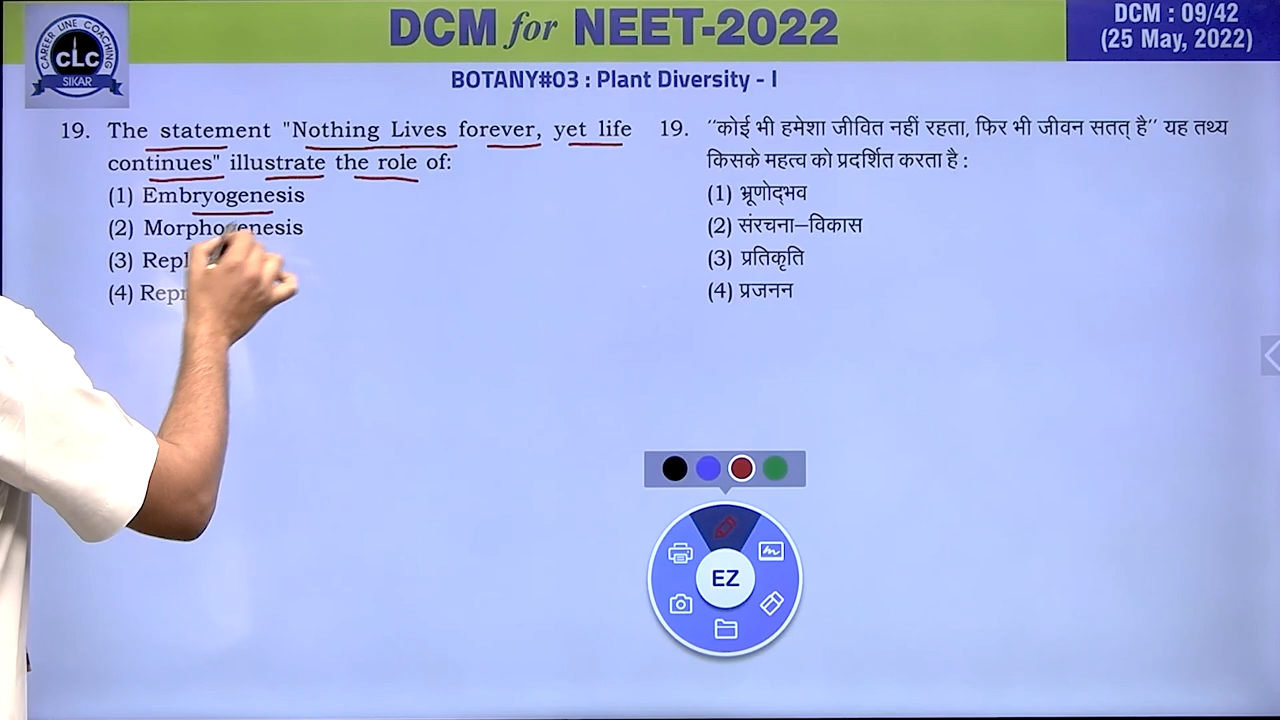 DCM for NEET-2022
DCM : 09/42
(25 May, 2022)
CAREER LINE COACHING
CLC
SIKAR
BOTANY#03 : Plant Diversity - I
19. The statement "Nothing Lives forever, yet life
continues" illustrate the role of:
(1) Embryogenesis
(2) Morphogenesis
(3) Repl
(4) Repr
19. ‘‘कोई भी हमेशा जीवित नहीं रहता, फिर भी जीवन सतत् है’’ यह तथ्य
किसके महत्व को प्रदर्शित करता है :
(1) भ्रूणोद्भव
(2) संरचना–विकास
(3) प्रतिकृति
(4) प्रजनन
EZ